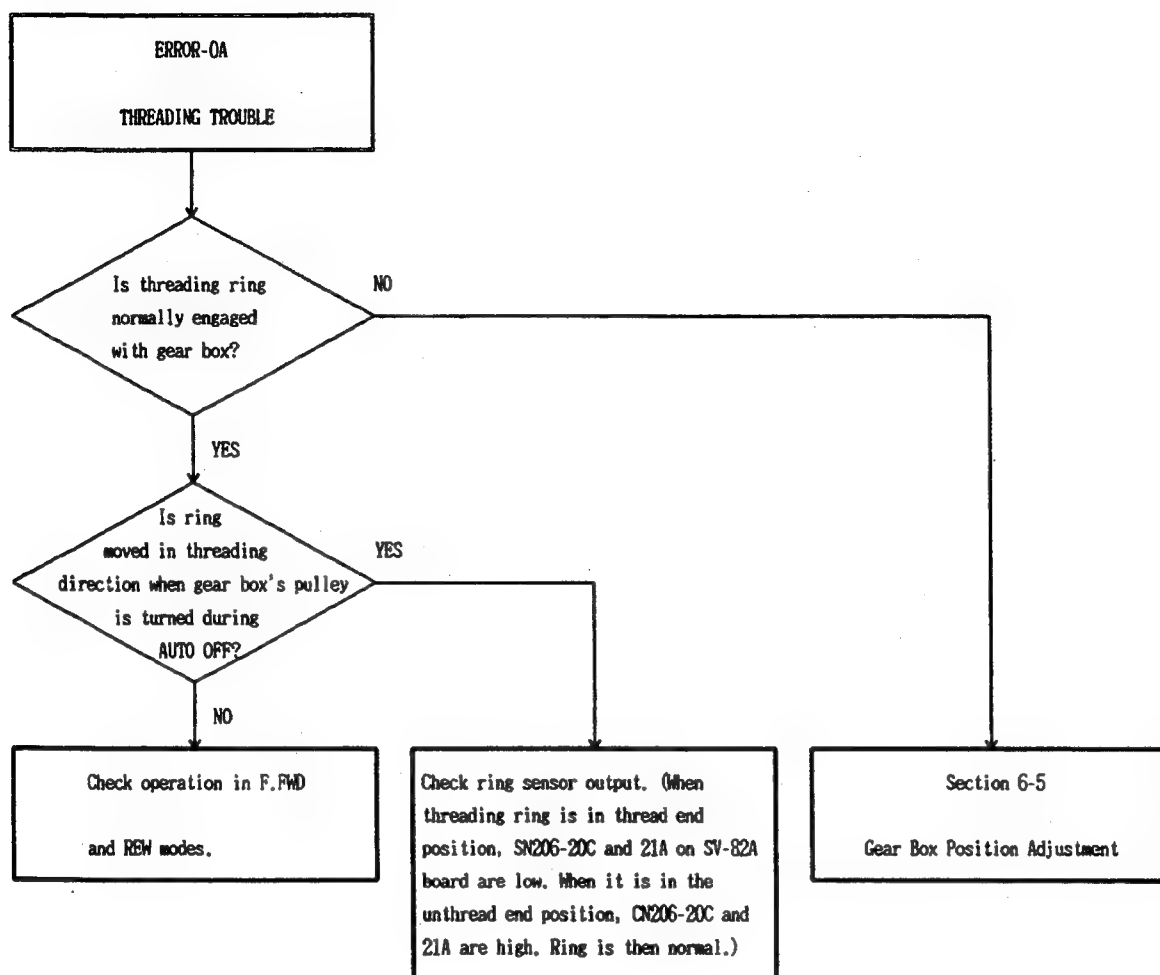 ERROR-0A
THREADING TROUBLE
Is threading ring
normally engaged
with gear box?
NO
YES
Is ring
moved in threading
direction when gear box's pulley
is turned during
AUTO OFF?
YES
NO
Check operation in F.FWD
and REW modes.
Check ring sensor output. (When
threading ring is in thread end
position, SN206-20C and 21A on SV-82A
board are low. When it is in the
unthread end position, CN206-20C and
21A are high. Ring is then normal.)
Section 6-5
Gear Box Position Adjustment